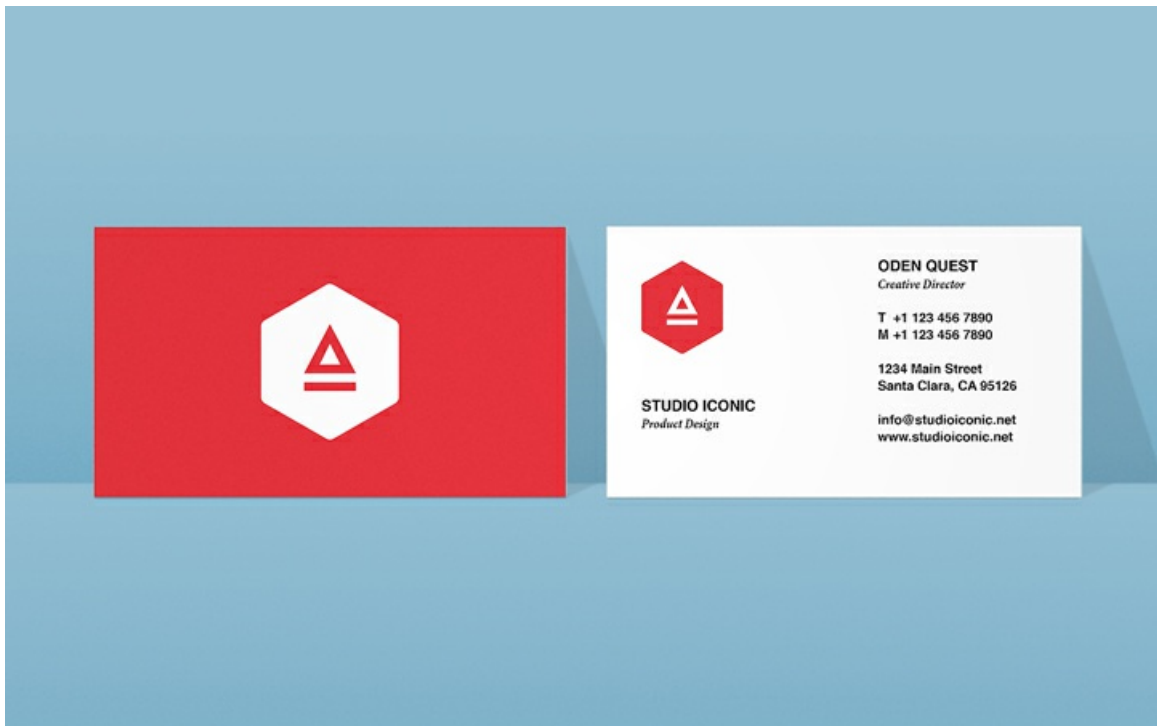 STUDIO ICONIC
Product Design
ODEN QUEST
Creative Director
T +1 123 456 7890
M +1 123 456 7890
1234 Main Street
Santa Clara, CA 95126
info@studioiconic.net
www.studioiconic.net